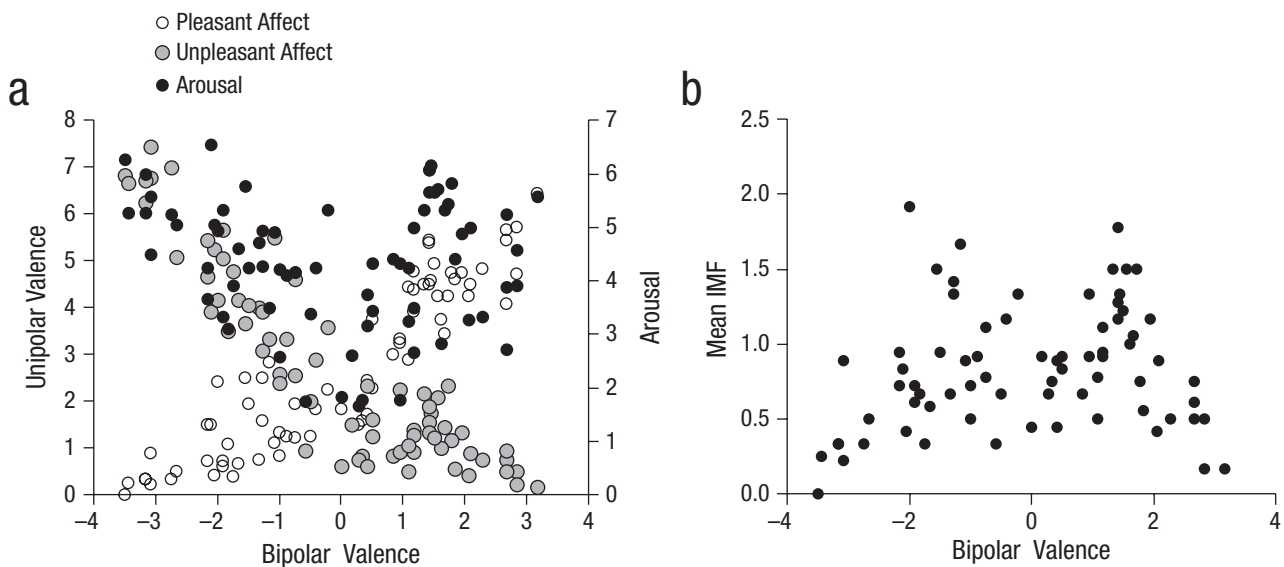 Pleasant Affect
Unpleasant Affect
Arousal
a
8
7
6
5
4
3
2
1
0
Unipolar Valence
7
6
5
4
3
2
1
0
Arousal
–4 –3 –2 –1 0 1 2 3 4
Bipolar Valence
b
2.5
2.0
1.5
1.0
0.5
0.0
Mean IMF
–4 –2 0 2 4
Bipolar Valence